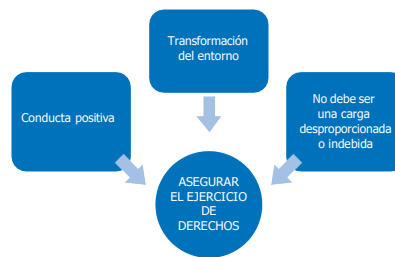 Transformación
del entorno
Conducta positiva
No debe ser
una carga
desproporcionada
o indebida
ASEGURAR
EL EJERCICIO
DE
DERECHOS